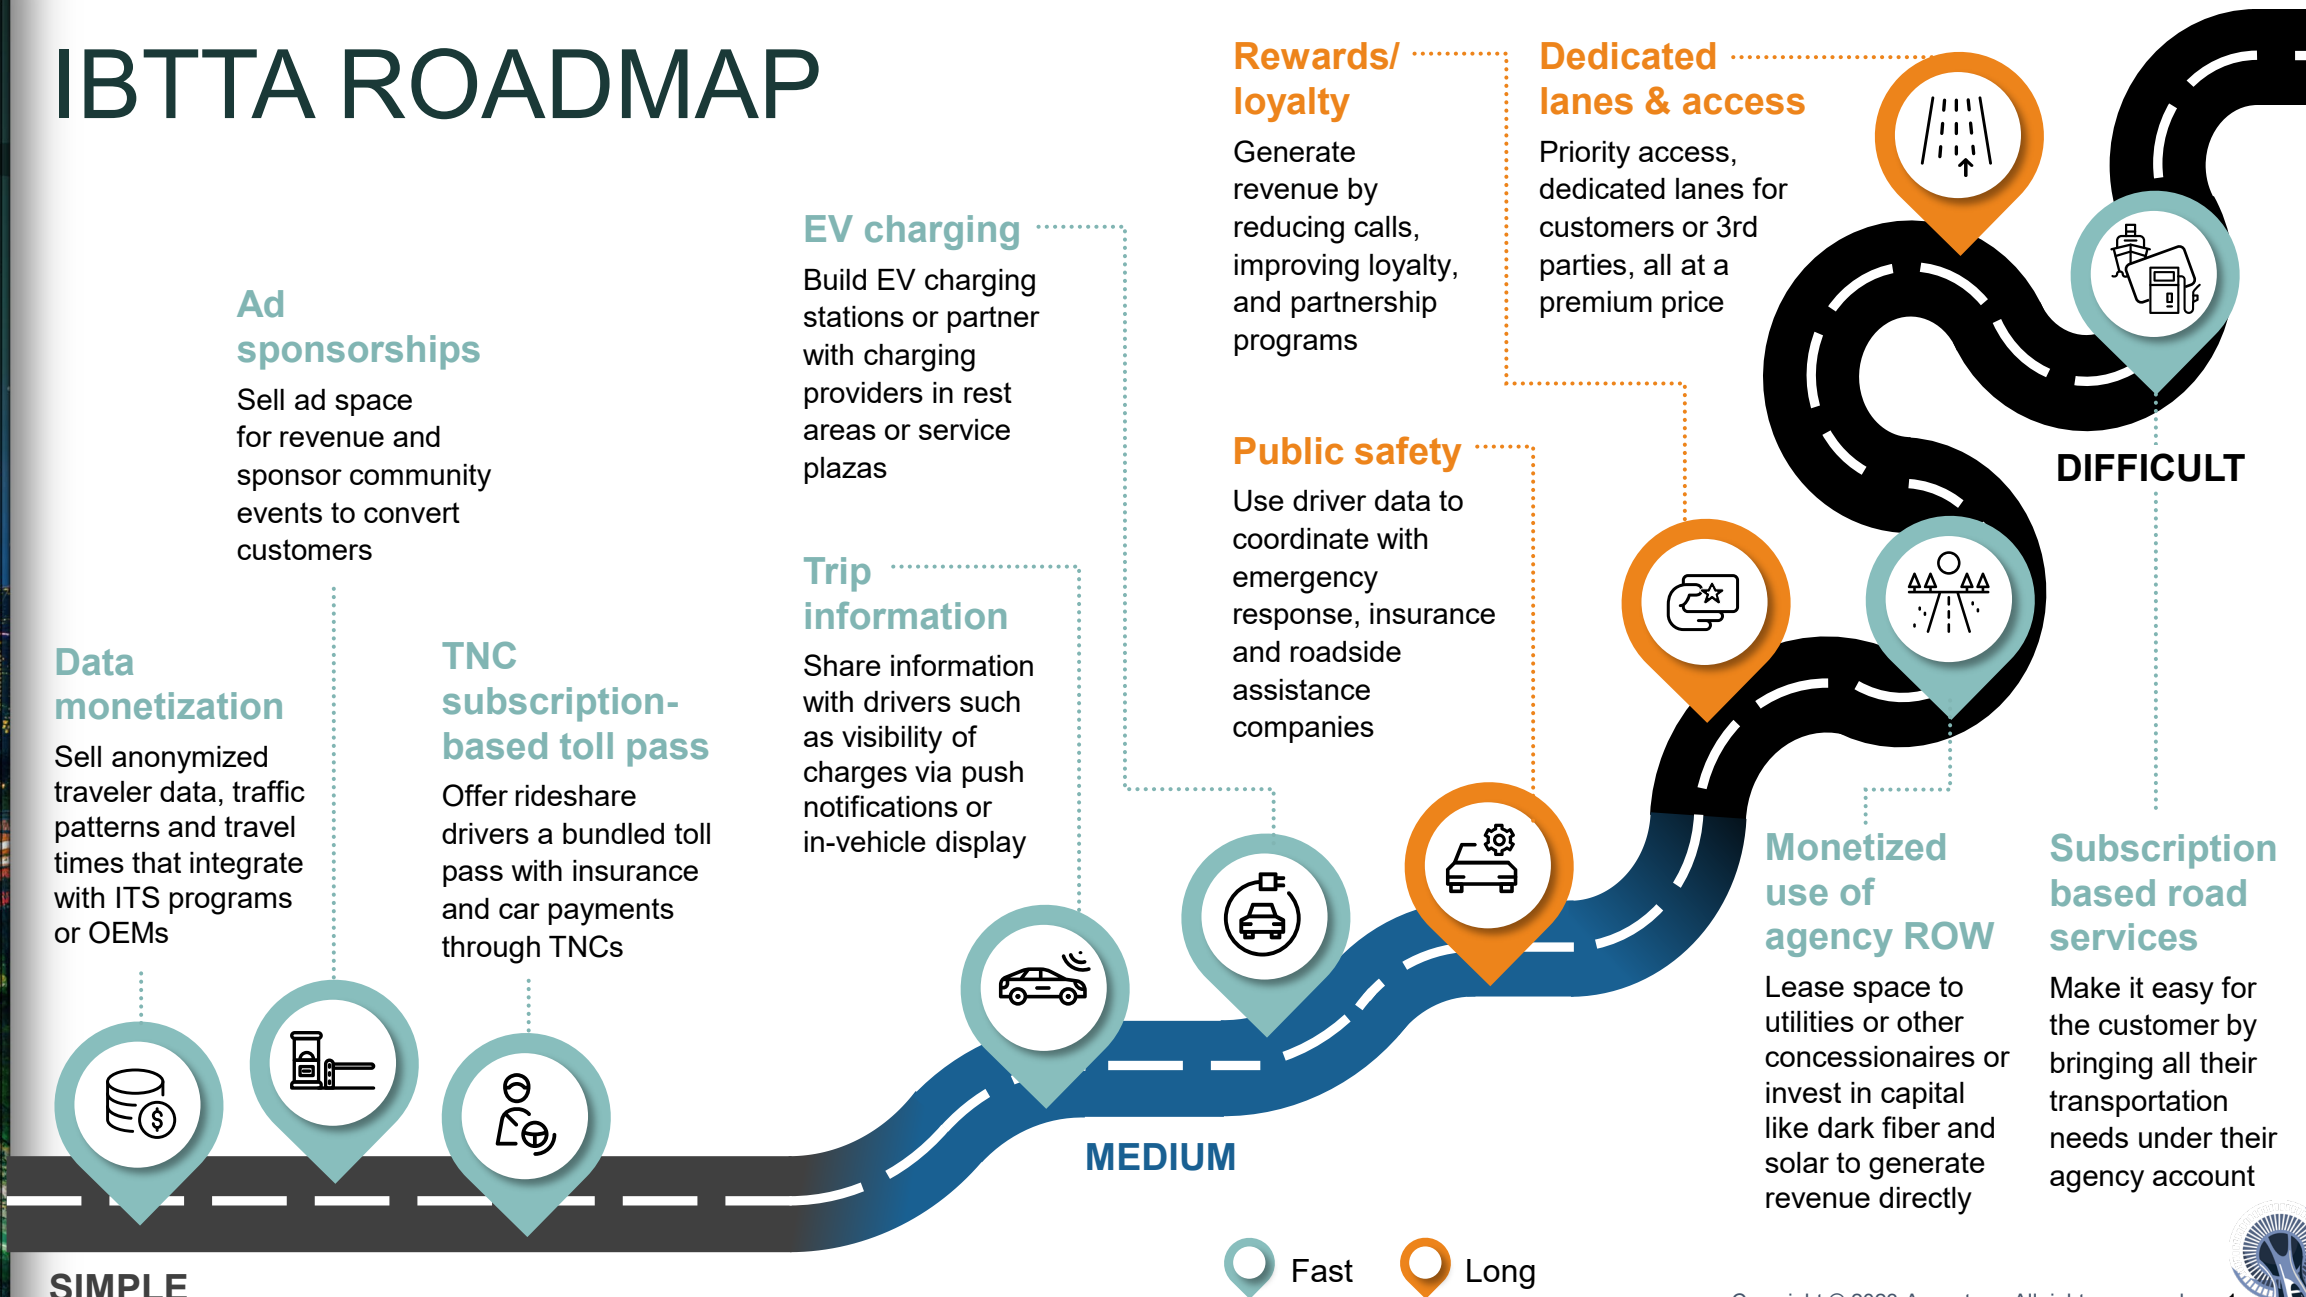 IBTTA ROADMAP
Rewards/
loyalty
Generate
revenue by
reducing calls,
improving loyalty,
and partnership
programs
Dedicated
lanes & access
Priority access,
dedicated lanes for
customers or 3rd
parties, all at a
premium price
EV charging
Build EV charging
stations or partner
with charging
providers in rest
areas or service
plazas
Ad
sponsorships
Sell ad space
for revenue and
sponsor community
events to convert
customers
Public safety
Use driver data to
coordinate with
emergency
response, insurance
and roadside
assistance
companies
DIFFICULT
Trip
information
Share information
with drivers such
as visibility of
charges via push
notifications or
in-vehicle display
Data
monetization
Sell anonymized
traveler data, traffic
patterns and travel
times that integrate
with ITS programs
or OEMs
TNC
subscription-
based toll pass
Offer rideshare
drivers a bundled toll
pass with insurance
and car payments
through TNCs
Monetized
use of
agency ROW
Lease space to
utilities or other
concessionaires or
invest in capital
like dark fiber and
solar to generate
revenue directly
Subscription
based road
services
Make it easy for
the customer by
bringing all their
transportation
needs under their
agency account
$
MEDIUM
SIMPLE
Fast
Long